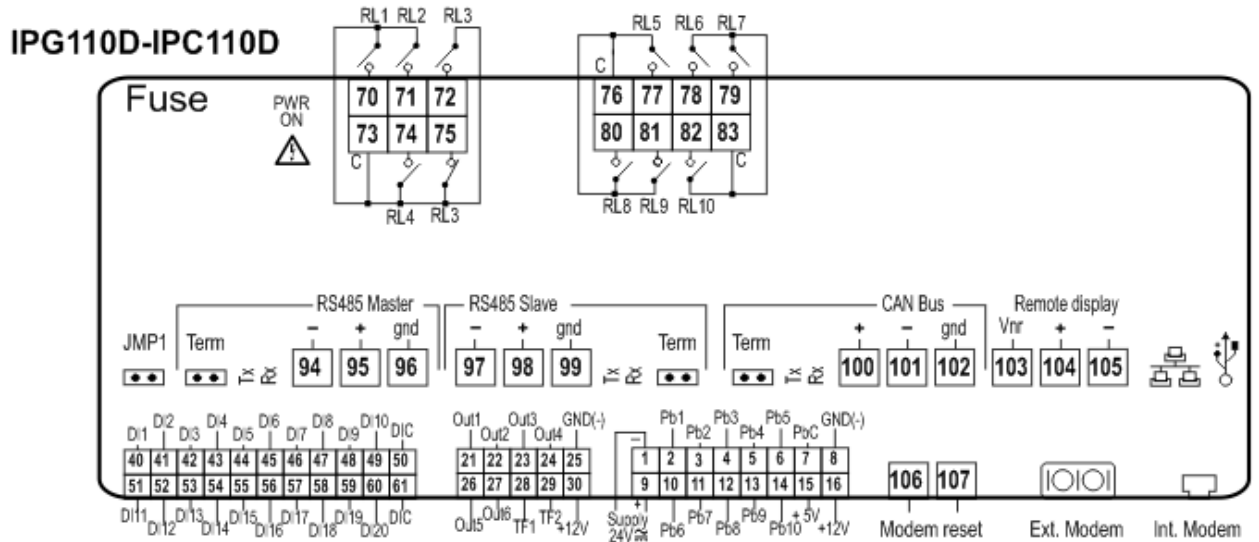 RL1 RL2 RL3
RL5 RL6 RL7
IPG110D-IPC110D
C
Fuse
PWR
ON
70 71 72
73 74 75
C
76 77 78 79
80 81 82 83
C
RL4 RL3
RL8 RL9 RL10
RS485 Master
RS485 Slave
CAN Bus
Remote display
JMP1 Term
Tx
Rx
- + gnd
94 95 96
- + gnd
97 98 99
Tx
Rx
Term
Term
Tx
Rx
+ - gnd
100 101 102
Vnr + -
103 104 105
DI1 DI2 DI3 DI4 DI5 DI6 DI7 DI8 DI9 DI10 DIC
40 41 42 43 44 45 46 47 48 49 50
51 52 53 54 55 56 57 58 59 60 61
DI11 DI12 DI13 DI14 DI15 DI16 DI17 DI18 DI19 DI20 DIC
Out1 Out2 Out3 Out4 GND(-)
21 22 23 24 25
26 27 28 29 30
Out5 Out6 TF1 TF2 +12V
- Pb1 Pb2 Pb3 Pb4 Pb5 PbC GND(-)
1 2 3 4 5 6 7 8
9 10 11 12 13 14 15 16
+ Pb6 Pb7 Pb8 Pb9 Pb10 + 5V +12V
Supply
24V
106 107
Modem reset
Ext. Modem
Int. Modem